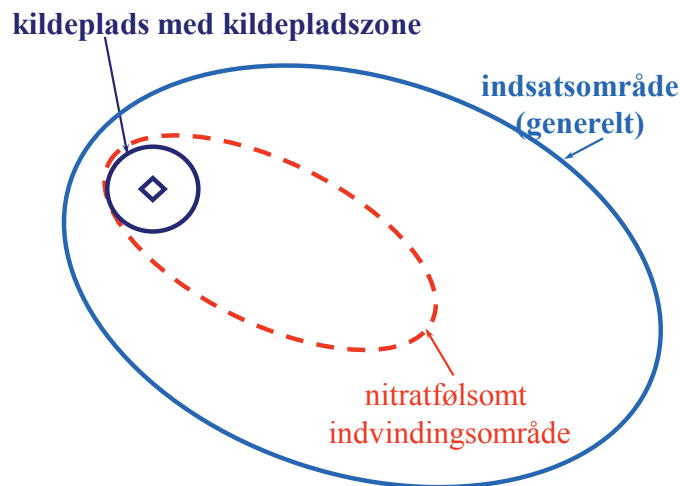 kildeplads med kildepladszone
indsatsområde
(generelt)
nitratfølsomt
indvindingsområde